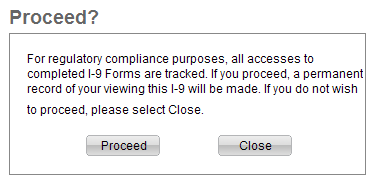 Proceed?
For regulatory compliance purposes, all accesses to
completed I-9 Forms are tracked. If you proceed, a permanent
record of your viewing this I-9 will be made. If you do not wish
to proceed, please select Close.
Proceed Close